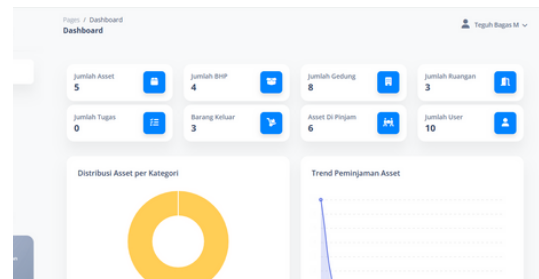 Pages / Dashboard
Dashboard
Teguh Bagas M
Jumlah Asset
5
Jumlah BHP
4
Jumlah Gedung
8
Jumlah Ruangan
3
Jumlah Tugas
0
Barang Keluar
3
Asset Di Pinjam
6
Jumlah User
10
Distribusi Asset per Kategori
Trend Peminjaman Asset